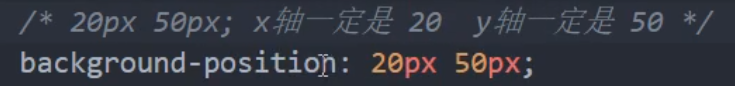 /* 20px 50px; x轴一定是 20  y轴一定是 50 */
background-position: 20px 50px;